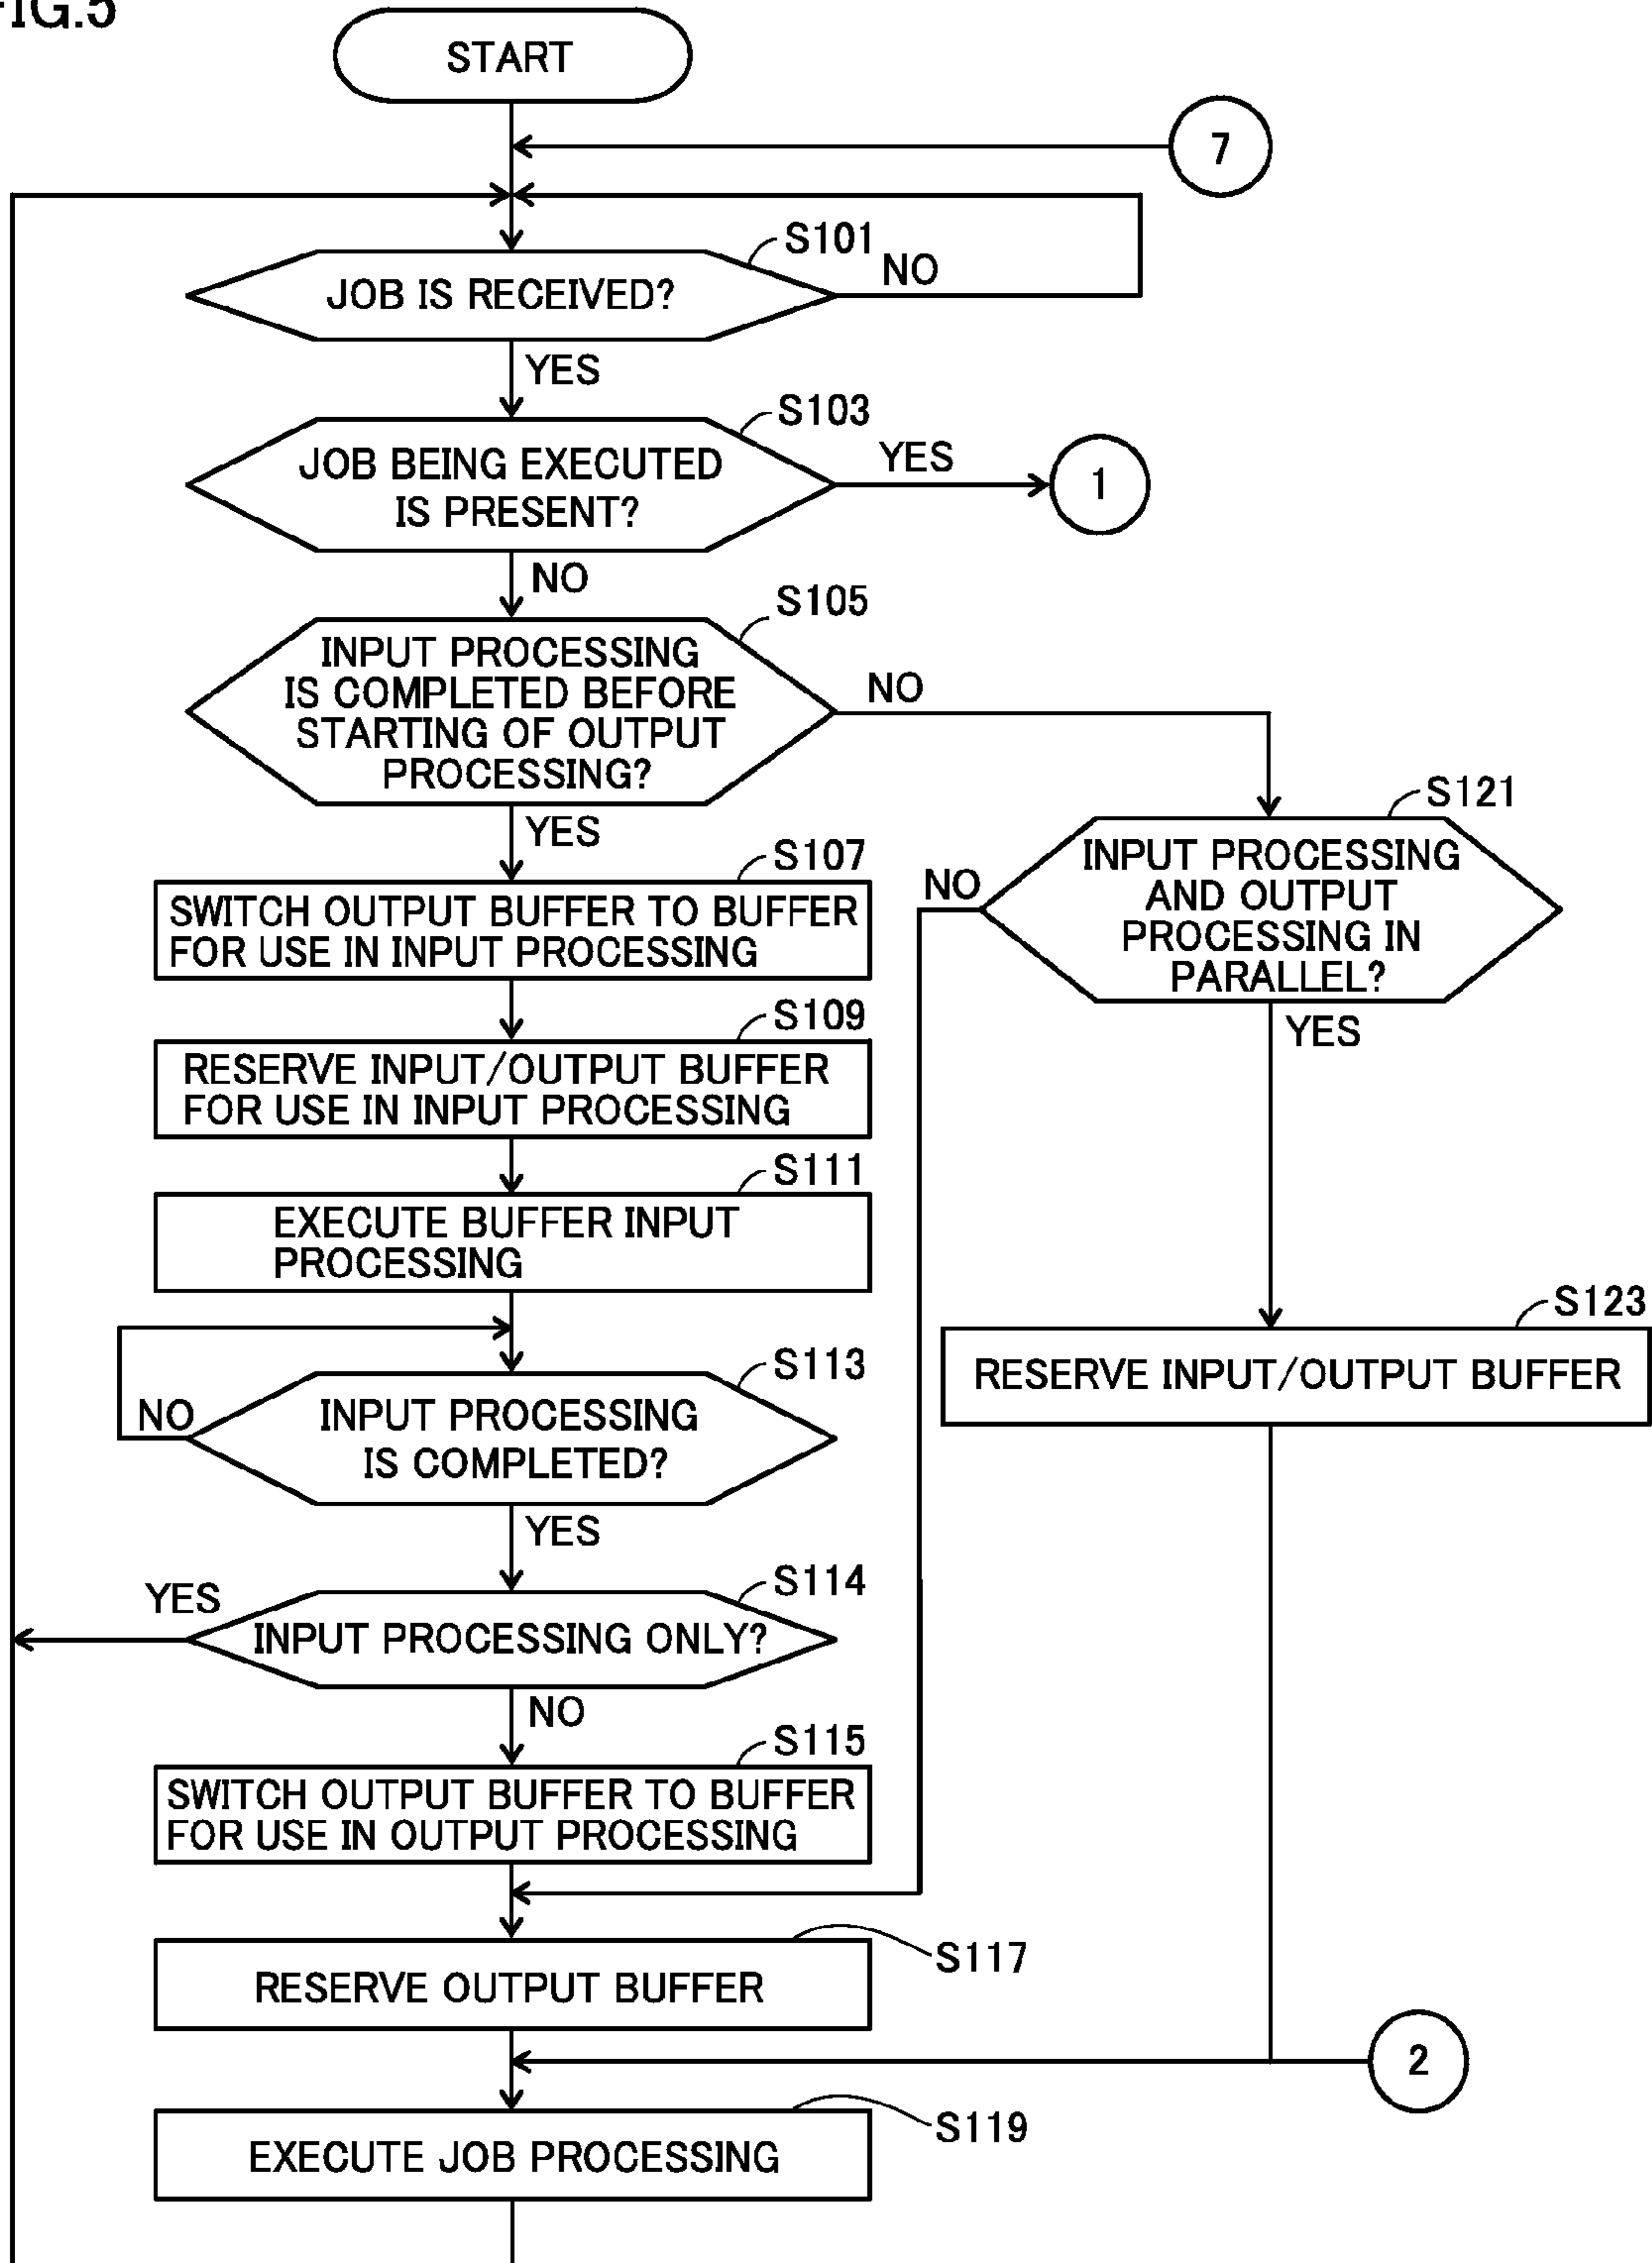 FIG.5
START
7
S101
JOB IS RECEIVED?
NO
YES
S103
JOB BEING EXECUTED
IS PRESENT?
YES
1
NO
S105
INPUT PROCESSING
IS COMPLETED BEFORE
STARTING OF OUTPUT
PROCESSING?
NO
YES
S121
INPUT PROCESSING
AND OUTPUT
PROCESSING IN
PARALLEL?
NO
YES
S107
SWITCH OUTPUT BUFFER TO BUFFER
FOR USE IN INPUT PROCESSING
S109
RESERVE INPUT/OUTPUT BUFFER
FOR USE IN INPUT PROCESSING
S111
EXECUTE BUFFER INPUT
PROCESSING
S123
RESERVE INPUT/OUTPUT BUFFER
S113
INPUT PROCESSING
IS COMPLETED?
NO
YES
S114
INPUT PROCESSING ONLY?
YES
NO
S115
SWITCH OUTPUT BUFFER TO BUFFER
FOR USE IN OUTPUT PROCESSING
S117
RESERVE OUTPUT BUFFER
2
S119
EXECUTE JOB PROCESSING